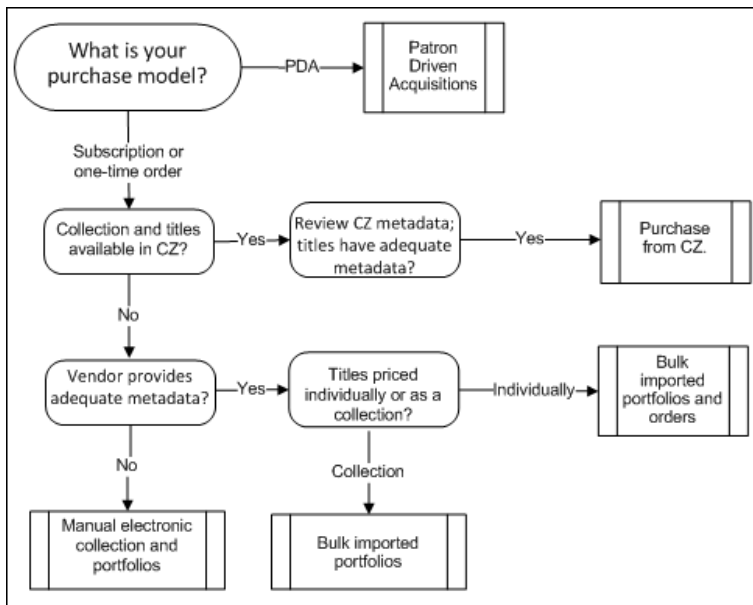 What is your
purchase model?
PDA
Patron
Driven
Acquisitions
Subscription or
one-time order
Collection and titles
available in CZ?
Yes
Review CZ metadata;
titles have adequate
metadata?
Yes
Purchase
from CZ.
No
Vendor provides
adequate metadata?
Yes
Titles priced
individually or as a
collection?
Individually
Bulk
imported
portfolios and
orders
No
Collection
Manual electronic
collection and
portfolios
Bulk imported
portfolios